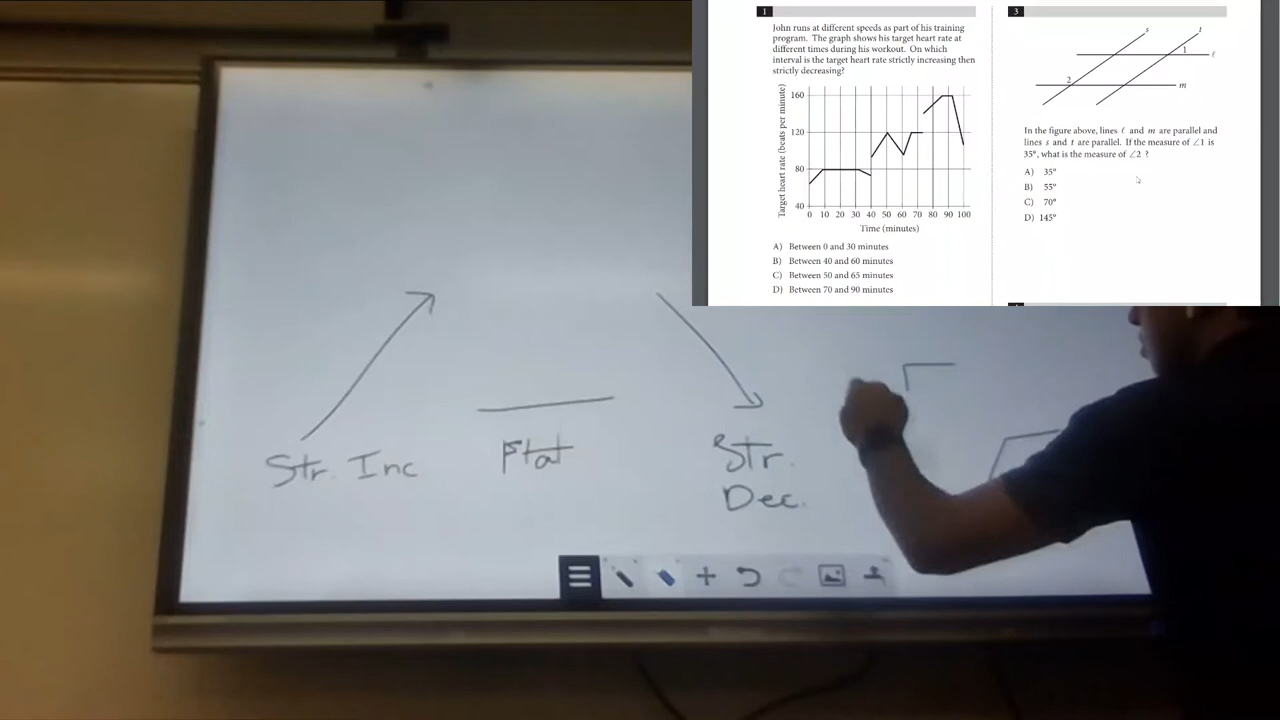 1
John runs at different speeds as part of his training
program. The graph shows his target heart rate at
different times during his workout. On which
interval is the target heart rate strictly increasing then
strictly decreasing?
Target heart rate (beats per minute)
160
120
80
40
0 10 20 30 40 50 60 70 80 90 100
Time (minutes)
A) Between 0 and 30 minutes
B) Between 40 and 60 minutes
C) Between 50 and 65 minutes
D) Between 70 and 90 minutes
3
s t
1
ℓ
2
m
In the figure above, lines ℓ and m are parallel and
lines s and t are parallel. If the measure of ∠1 is
35°, what is the measure of ∠2 ?
A) 35°
B) 55°
C) 70°
D) 145°
Str. Inc
Flat
Str.
Dec.